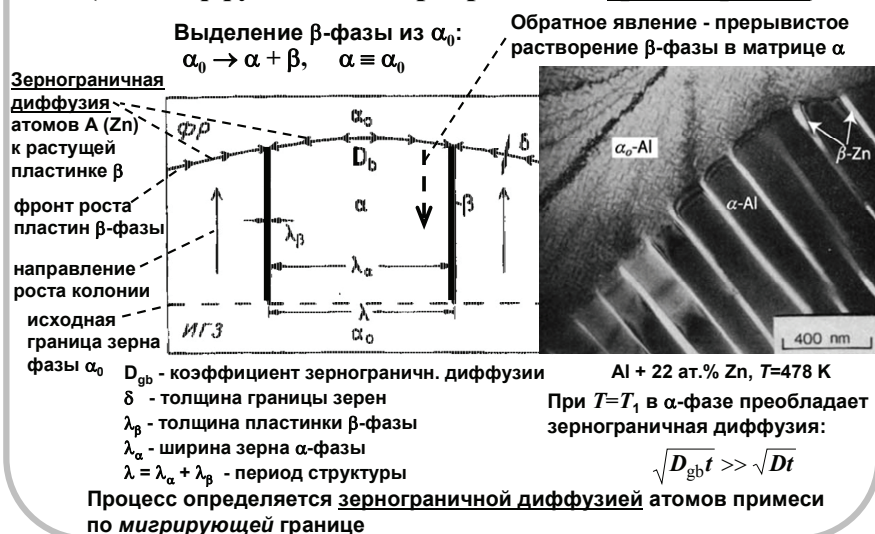 Выделение β-фазы из α₀:
α₀ → α + β,    α ≡ α₀
Обратное явление - прерывистое
растворение β-фазы в матрице α
Зернограничная
диффузия
атомов A (Zn)
к растущей
пластинке β
фронт роста
пластин β-фазы
направление
роста колонии
исходная
граница зерна
фазы α₀
ФР
α₀
D_b
δ
α
β
λ_β
λ_α
λ
ИГЗ
α₀
α₀-Al
β-Zn
α-Al
400 nm
D_gb - коэффициент зернограничн. диффузии
δ - толщина границы зерен
λ_β - толщина пластинки β-фазы
λ_α - ширина зерна α-фазы
λ = λ_α + λ_β - период структуры
Al + 22 ат.% Zn, T=478 K
При T=T₁ в α-фазе преобладает
зернограничная диффузия:
√D_gb t >> √Dt
Процесс определяется зернограничной диффузией атомов примеси
по мигрирующей границе